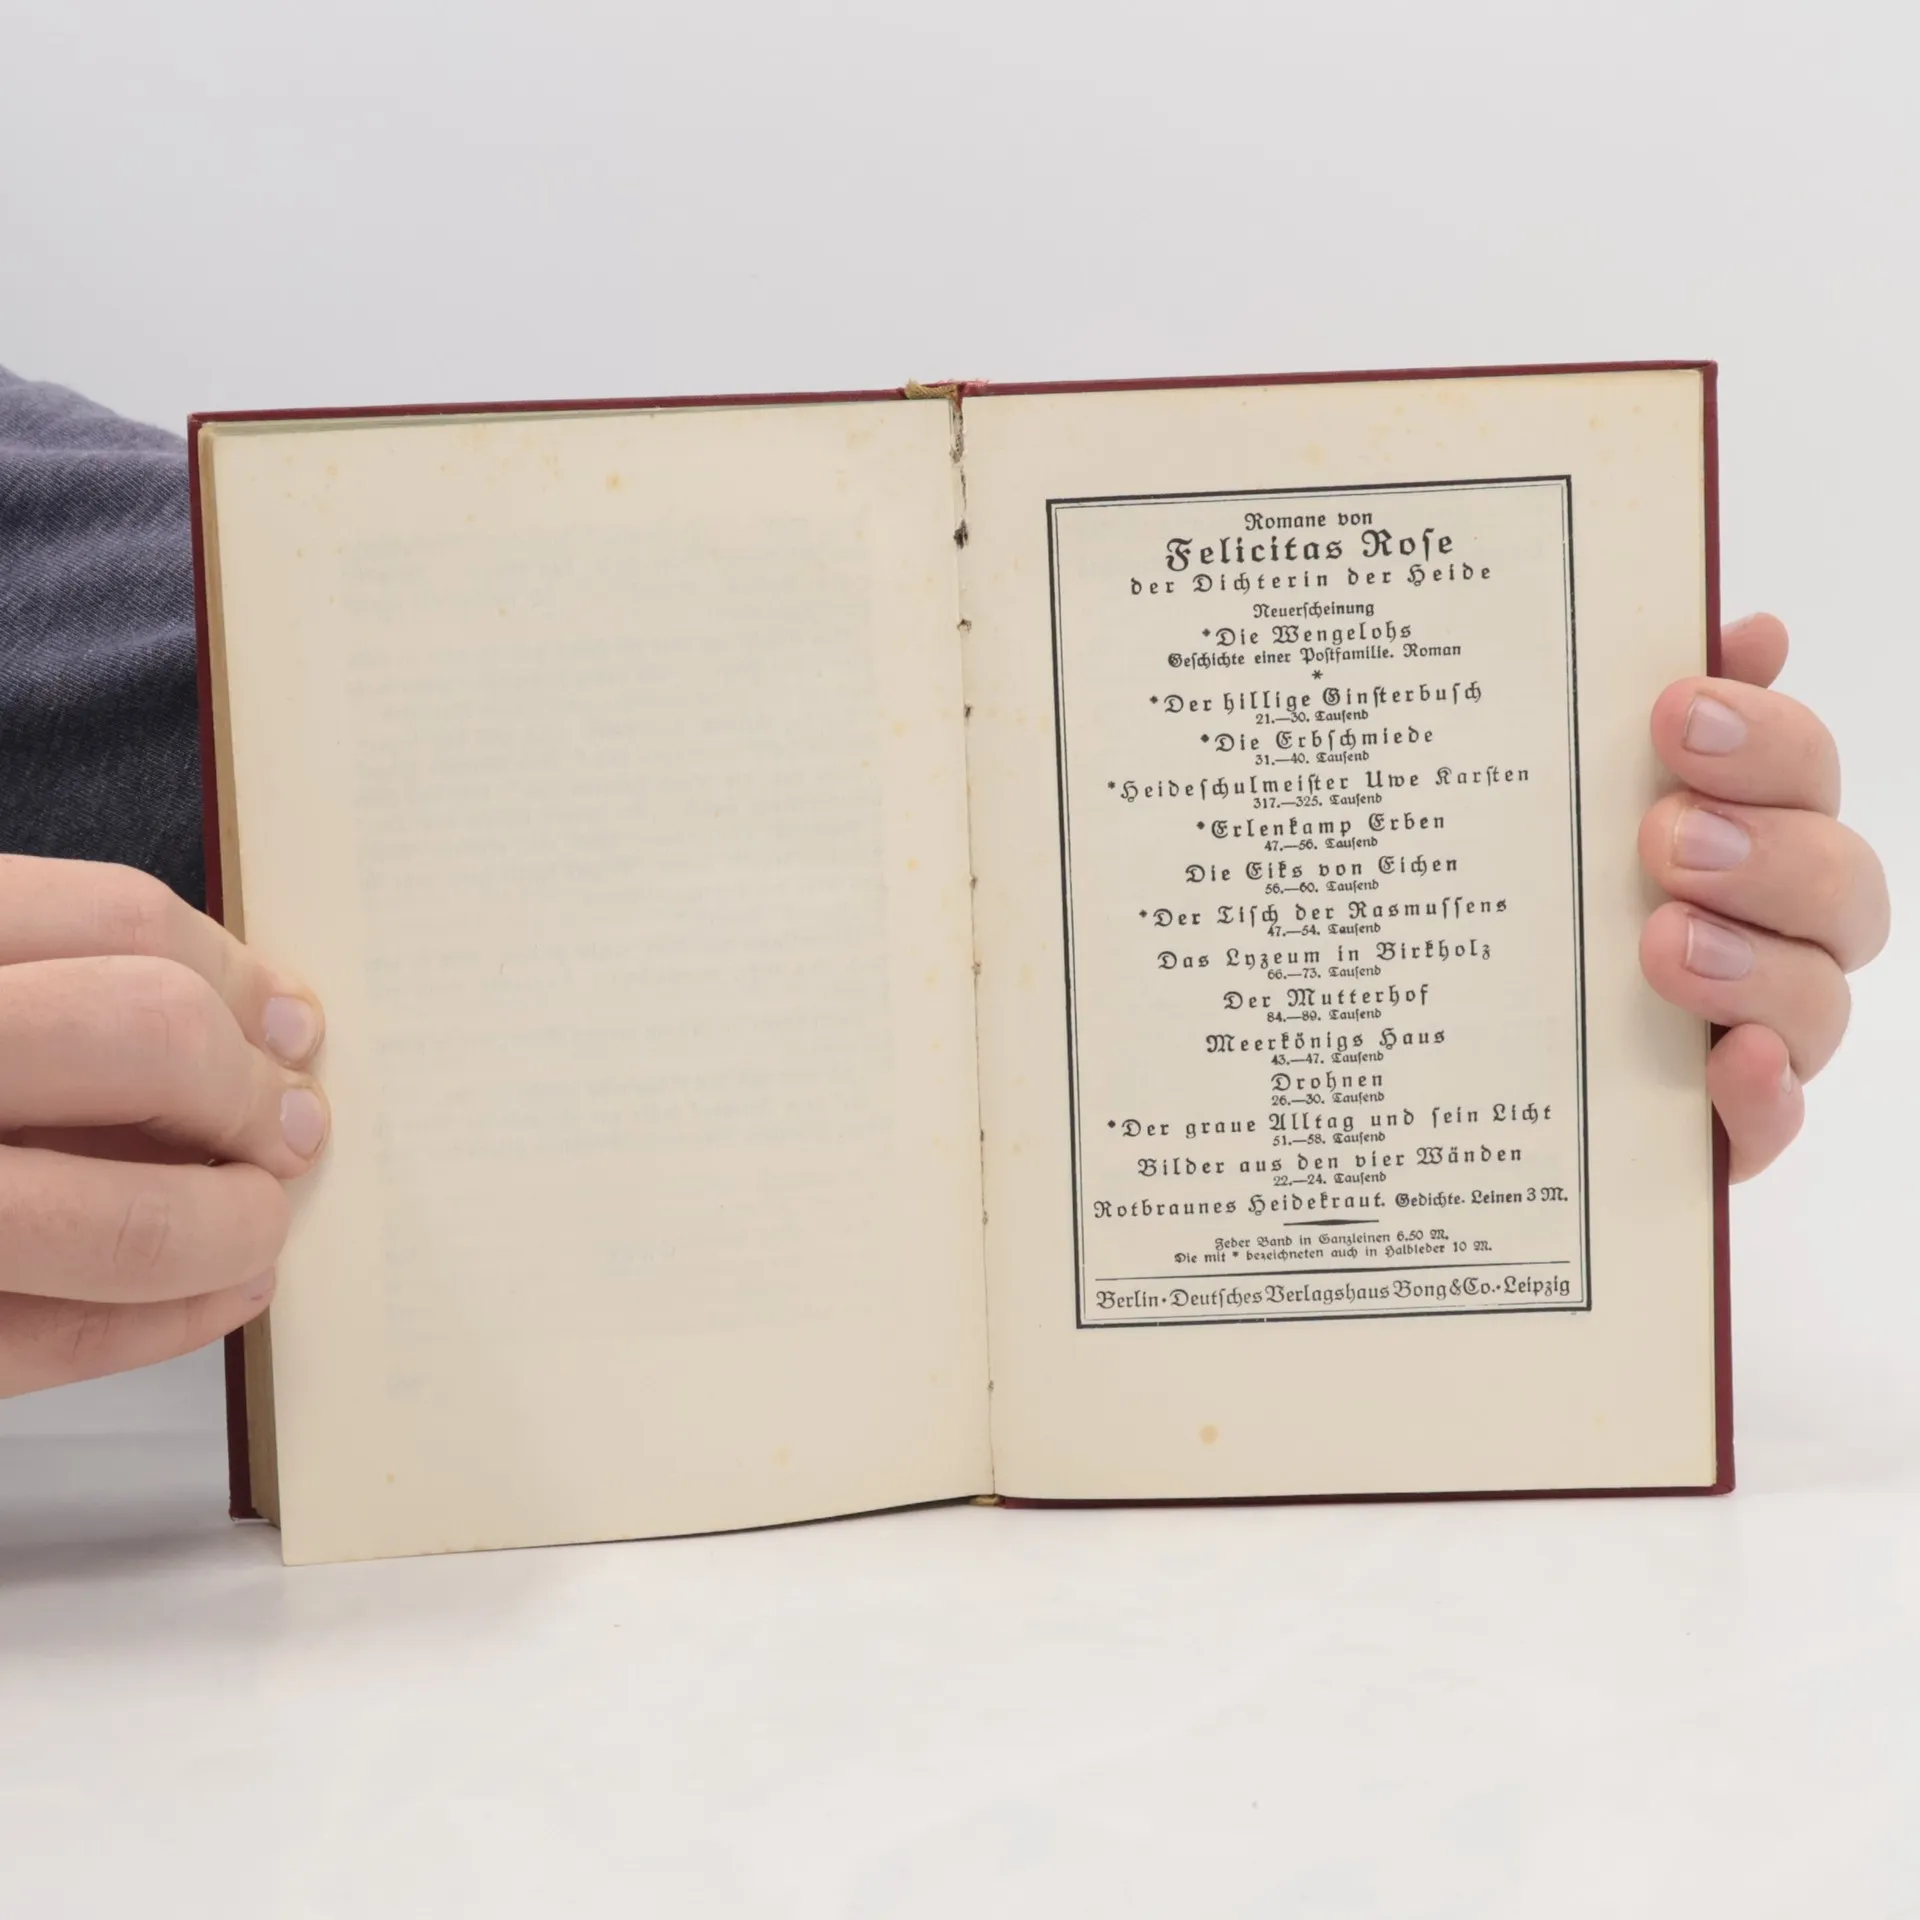 Romane von
Felicitas Roſe
der Dichterin der Heide
Neuerſcheinung
*Die Wengelohs
Geſchichte einer Poſtfamilie. Roman
*
*Der hillige Ginſterbuſch
21.—30. Tauſend
*Die Erbſchmiede
31.—40. Tauſend
*Heideſchulmeiſter Uwe Karſten
317.—325. Tauſend
*Erlenkamp Erben
47.—56. Tauſend
Die Eiks von Eichen
56.—60. Tauſend
*Der Tiſch der Rasmuſſens
47.—54. Tauſend
Das Lyzeum in Birkholz
66.—73. Tauſend
Der Mutterhof
84.—89. Tauſend
Meerkönigs Haus
43.—47. Tauſend
Drohnen
26.—30. Tauſend
*Der graue Alltag und ſein Licht
51.—58. Tauſend
Bilder aus den vier Wänden
22.—24. Tauſend
Rotbraunes Heidekraut. Gedichte. Leinen 3 M.
Jeder Band in Ganzleinen 6.50 M.
Die mit * bezeichneten auch in Halbleder 10 M.
Berlin · Deutſches Verlagshaus Bong & Co. · Leipzig